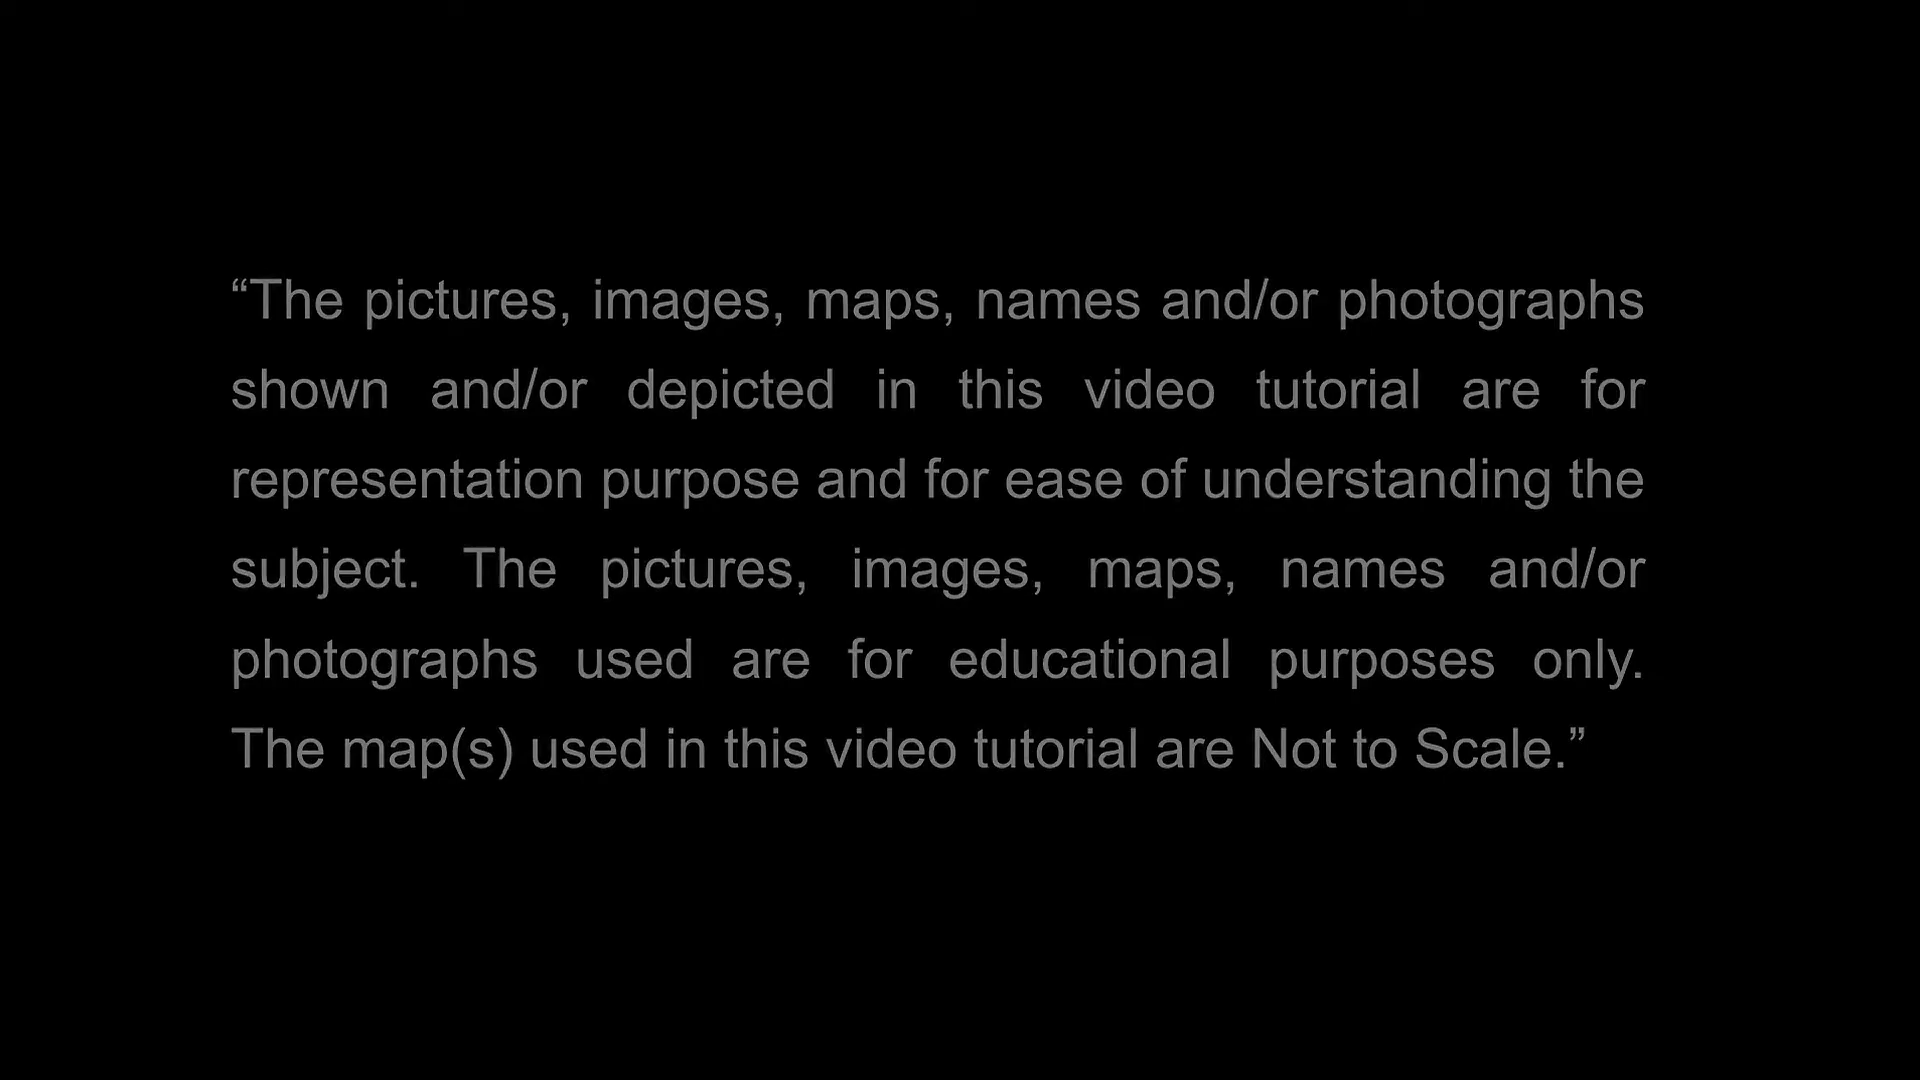 “The pictures, images, maps, names and/or photographs
shown and/or depicted in this video tutorial are for
representation purpose and for ease of understanding the
subject. The pictures, images, maps, names and/or
photographs used are for educational purposes only.
The map(s) used in this video tutorial are Not to Scale.”